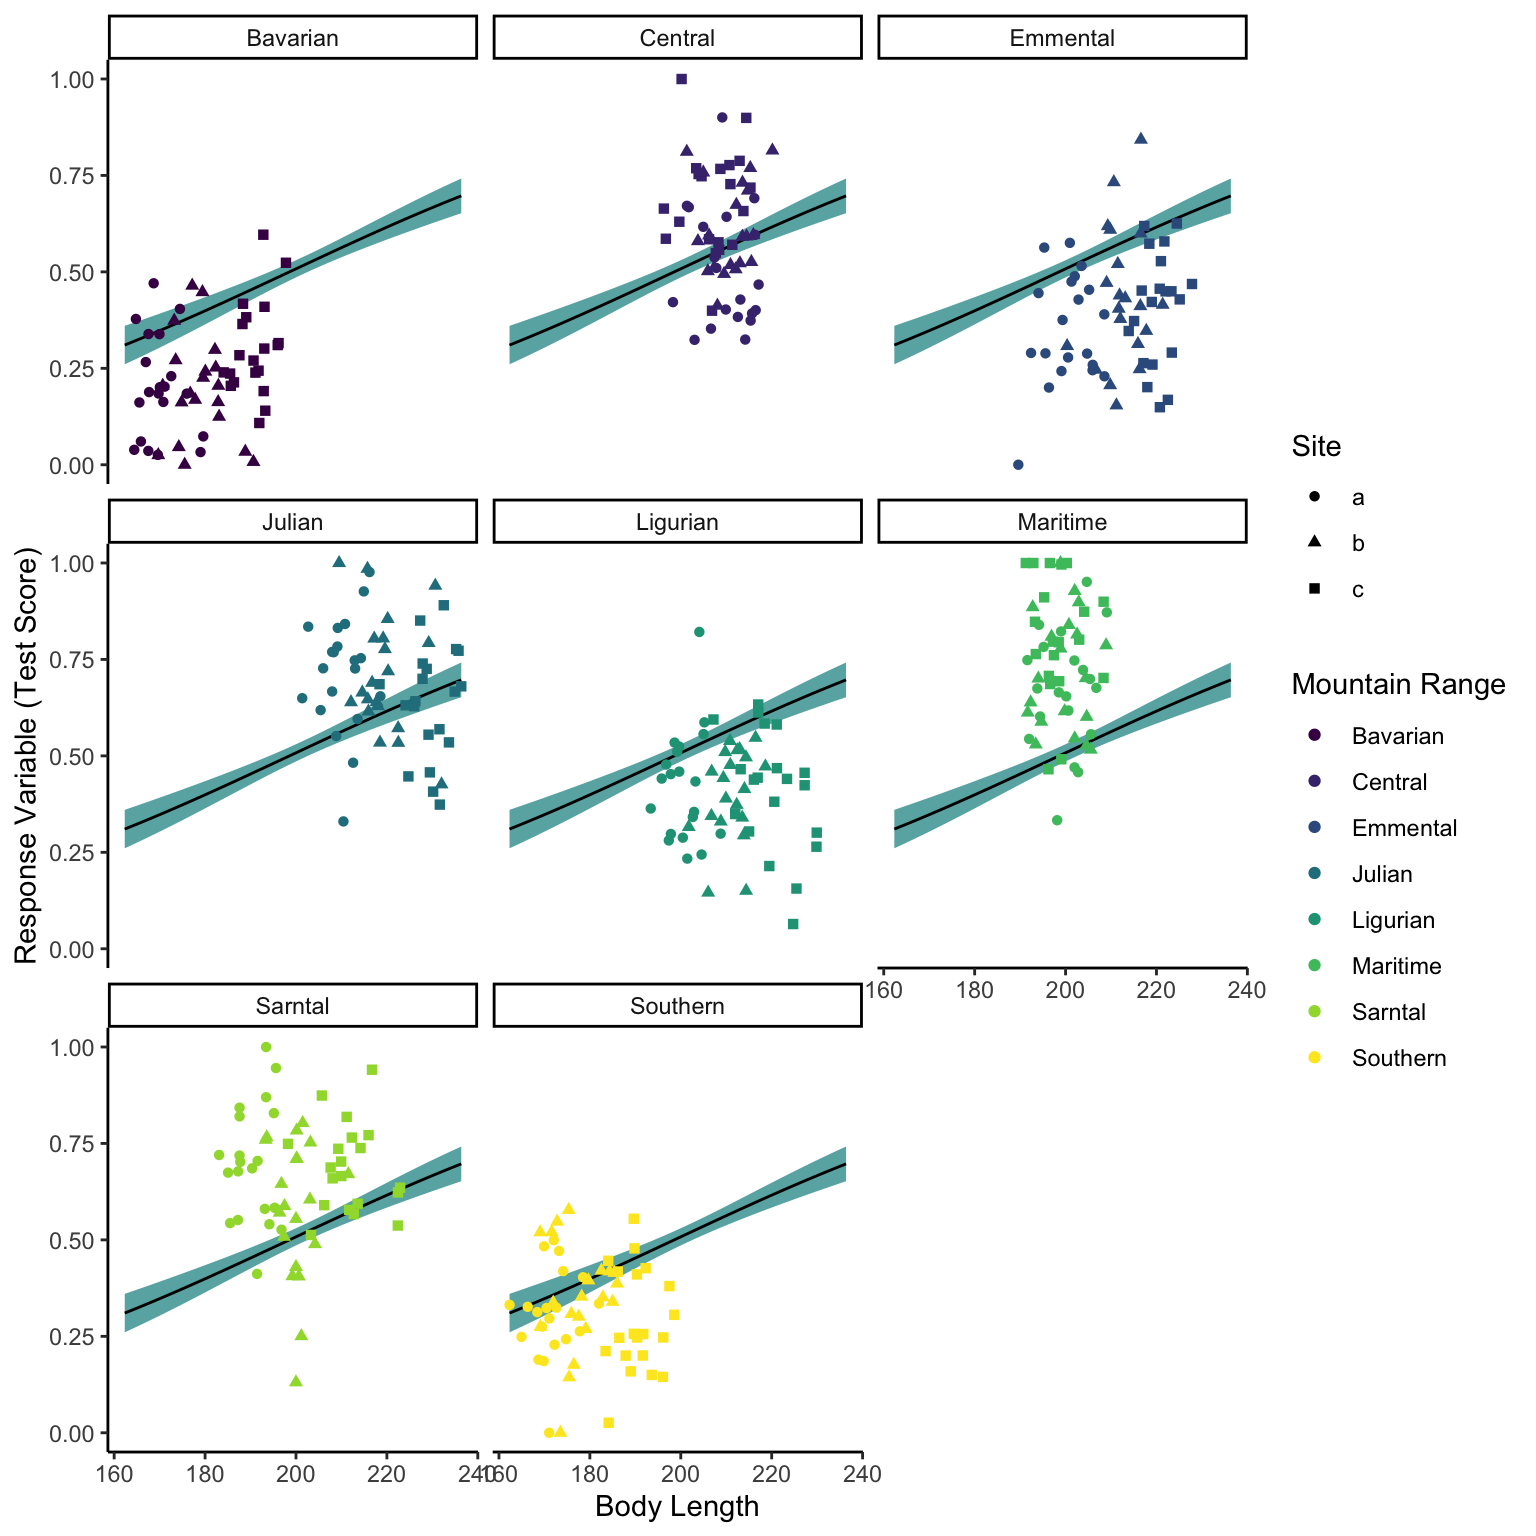 Bavarian
Central
Emmental
1.00
0.75
0.50
0.25
0.00
Julian
Ligurian
Maritime
1.00
0.75
0.50
0.25
0.00
160 180 200 220 240
Sarntal
Southern
1.00
0.75
0.50
0.25
0.00
160 180 200 220 240
160 180 200 220 240
Body Length
Response Variable (Test Score)
Site
a
b
c
Mountain Range
Bavarian
Central
Emmental
Julian
Ligurian
Maritime
Sarntal
Southern